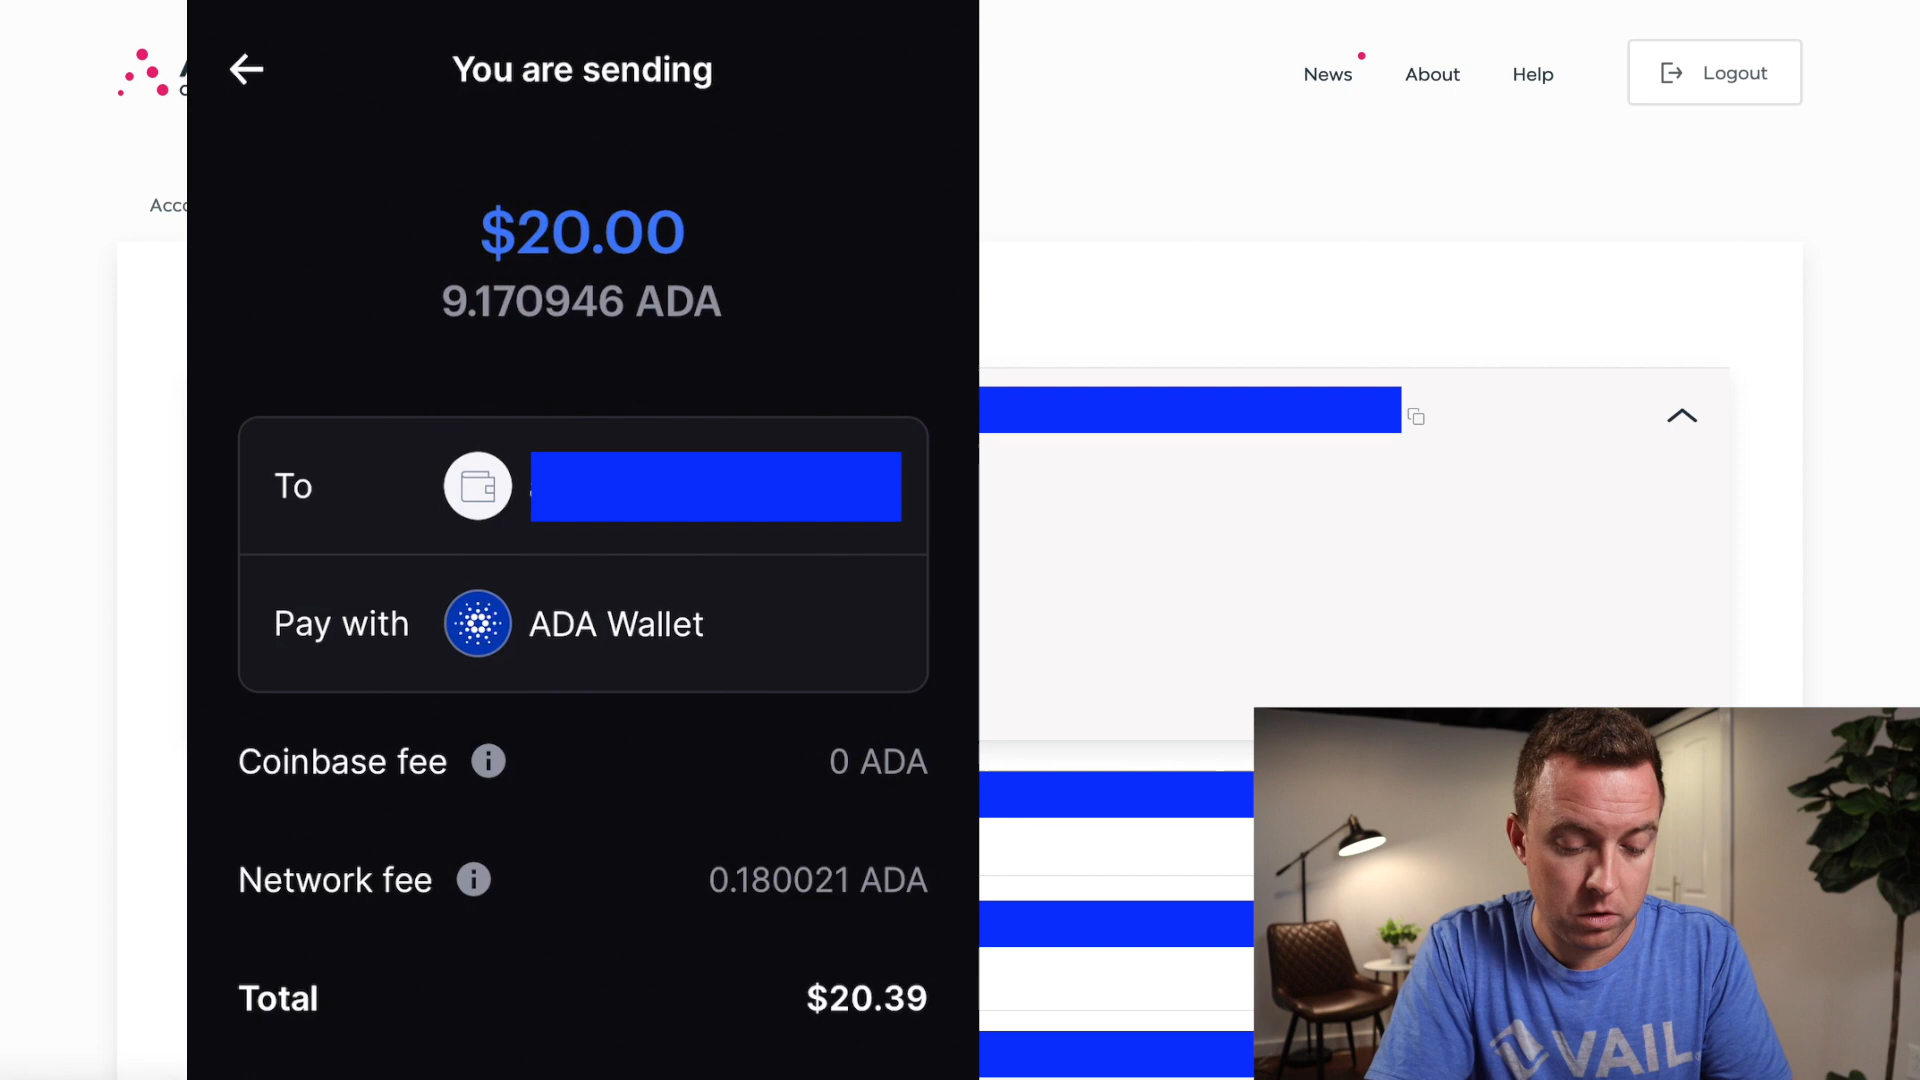 You are sending
$20.00
9.170946 ADA
To
Pay with ADA Wallet
Coinbase fee 0 ADA
Network fee 0.180021 ADA
Total $20.39
News About Help Logout
VAIL